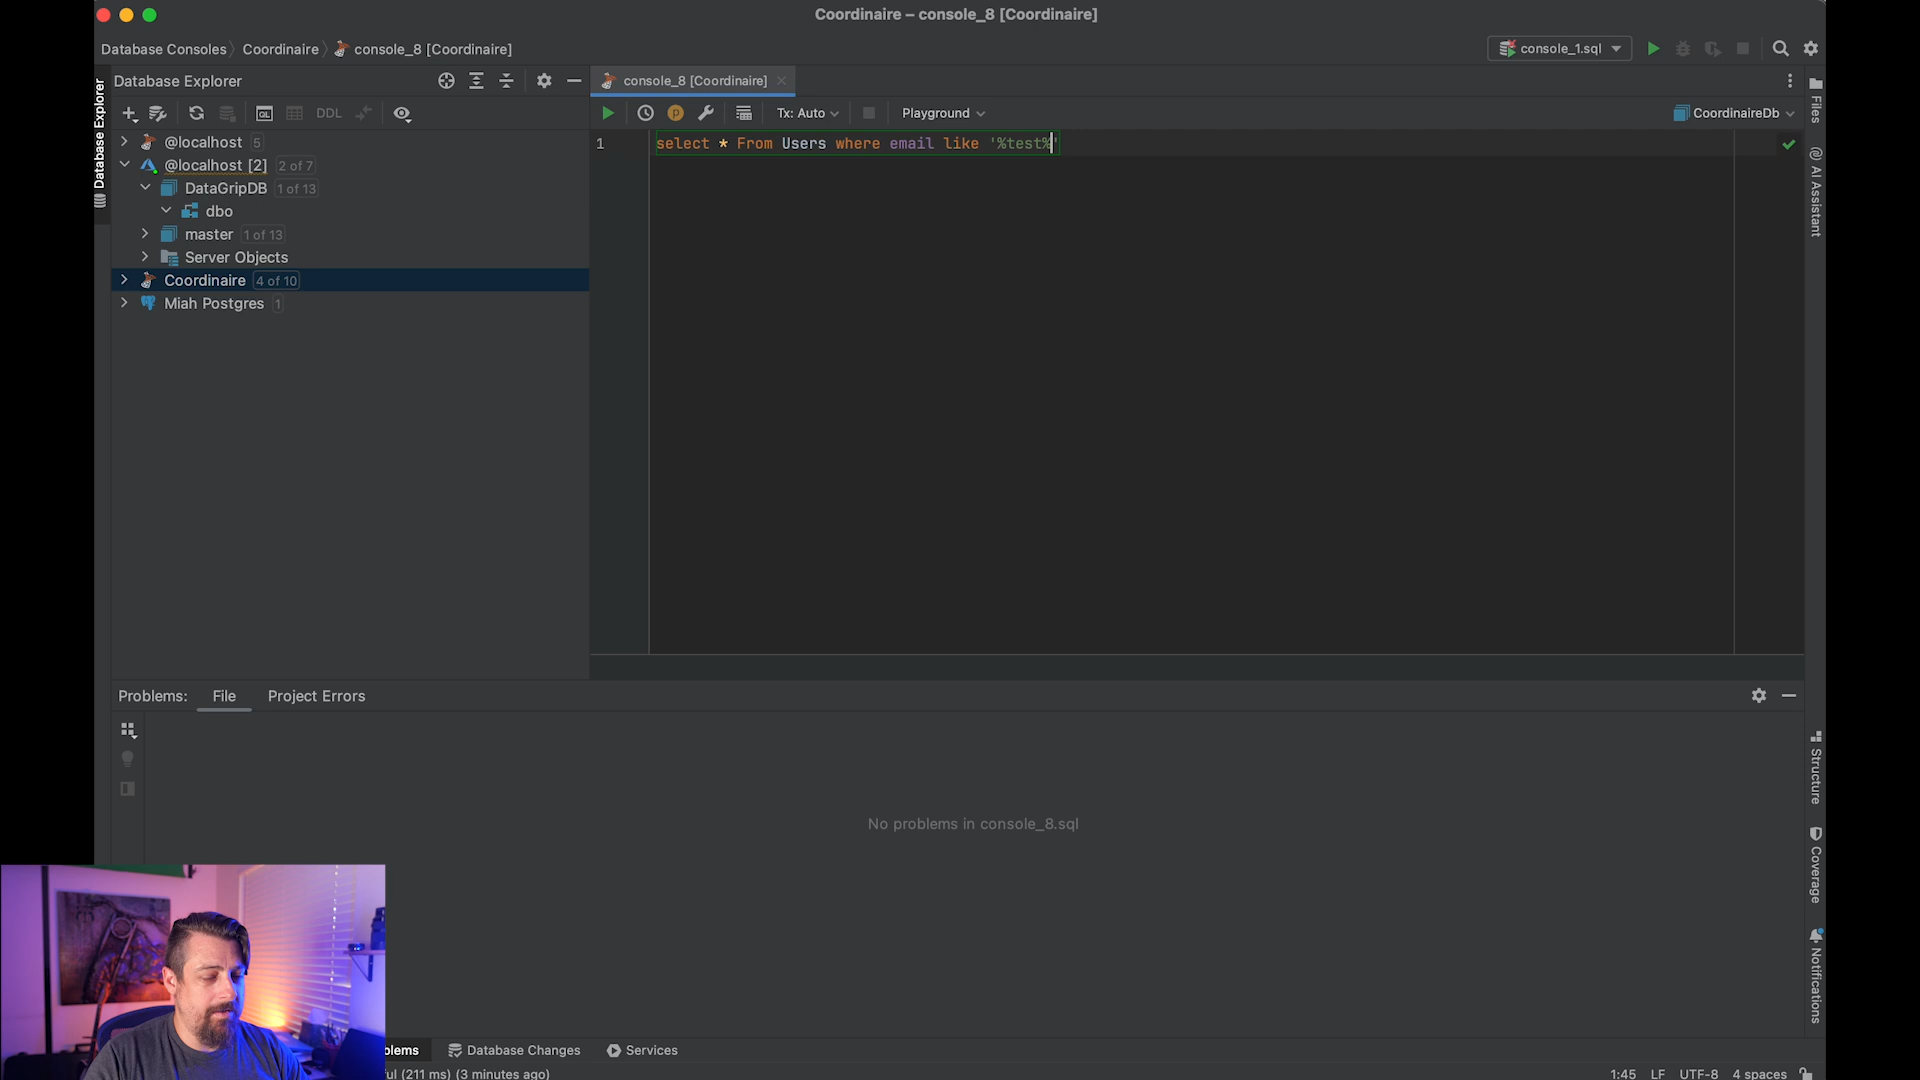 Coordinaire – console_8 [Coordinaire]
Database Consoles
Coordinaire
console_8 [Coordinaire]
console_1.sql
Database Explorer
Database Explorer
console_8 [Coordinaire]
DDL
Tx: Auto
Playground
CoordinaireDb
@localhost 5
@localhost [2] 2 of 7
DataGripDB 1 of 13
dbo
master 1 of 13
Server Objects
Coordinaire 4 of 10
Miah Postgres 1
1 select * From Users where email like '%test%'
Files
AI Assistant
Problems: File Project Errors
No problems in console_8.sql
Structure
Coverage
Notifications
blems
Database Changes
Services
ful (211 ms) (3 minutes ago)
1:45 LF UTF-8 4 spaces